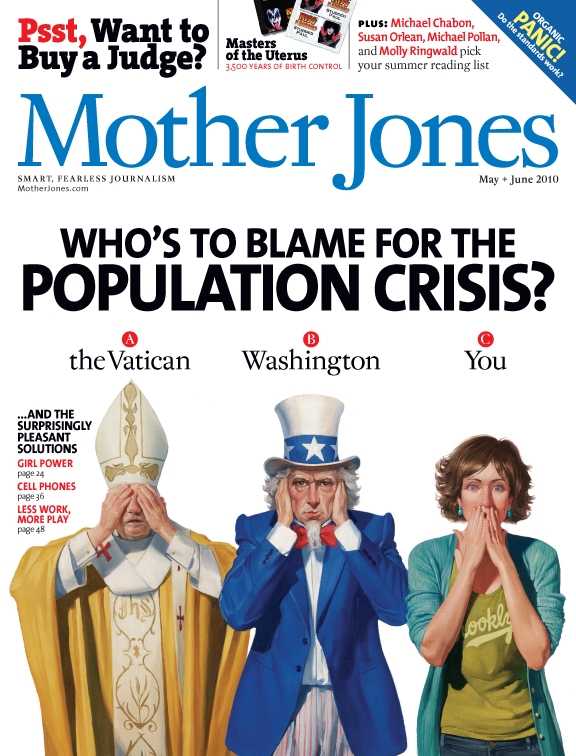 Psst, Want to
Buy a Judge?
Masters
of the Uterus
3,500 YEARS OF BIRTH CONTROL
PLUS: Michael Chabon,
Susan Orlean, Michael Pollan,
and Molly Ringwald pick
your summer reading list
ORGANIC
PANIC!
Do the standards work?
Mother Jones
SMART, FEARLESS JOURNALISM
MotherJones.com
May + June 2010
WHO'S TO BLAME FOR THE
POPULATION CRISIS?
A
the Vatican
B
Washington
C
You
...AND THE
SURPRISINGLY
PLEASANT
SOLUTIONS
GIRL POWER
page 24
CELL PHONES
page 36
LESS WORK,
MORE PLAY
page 48
IHS
ookly